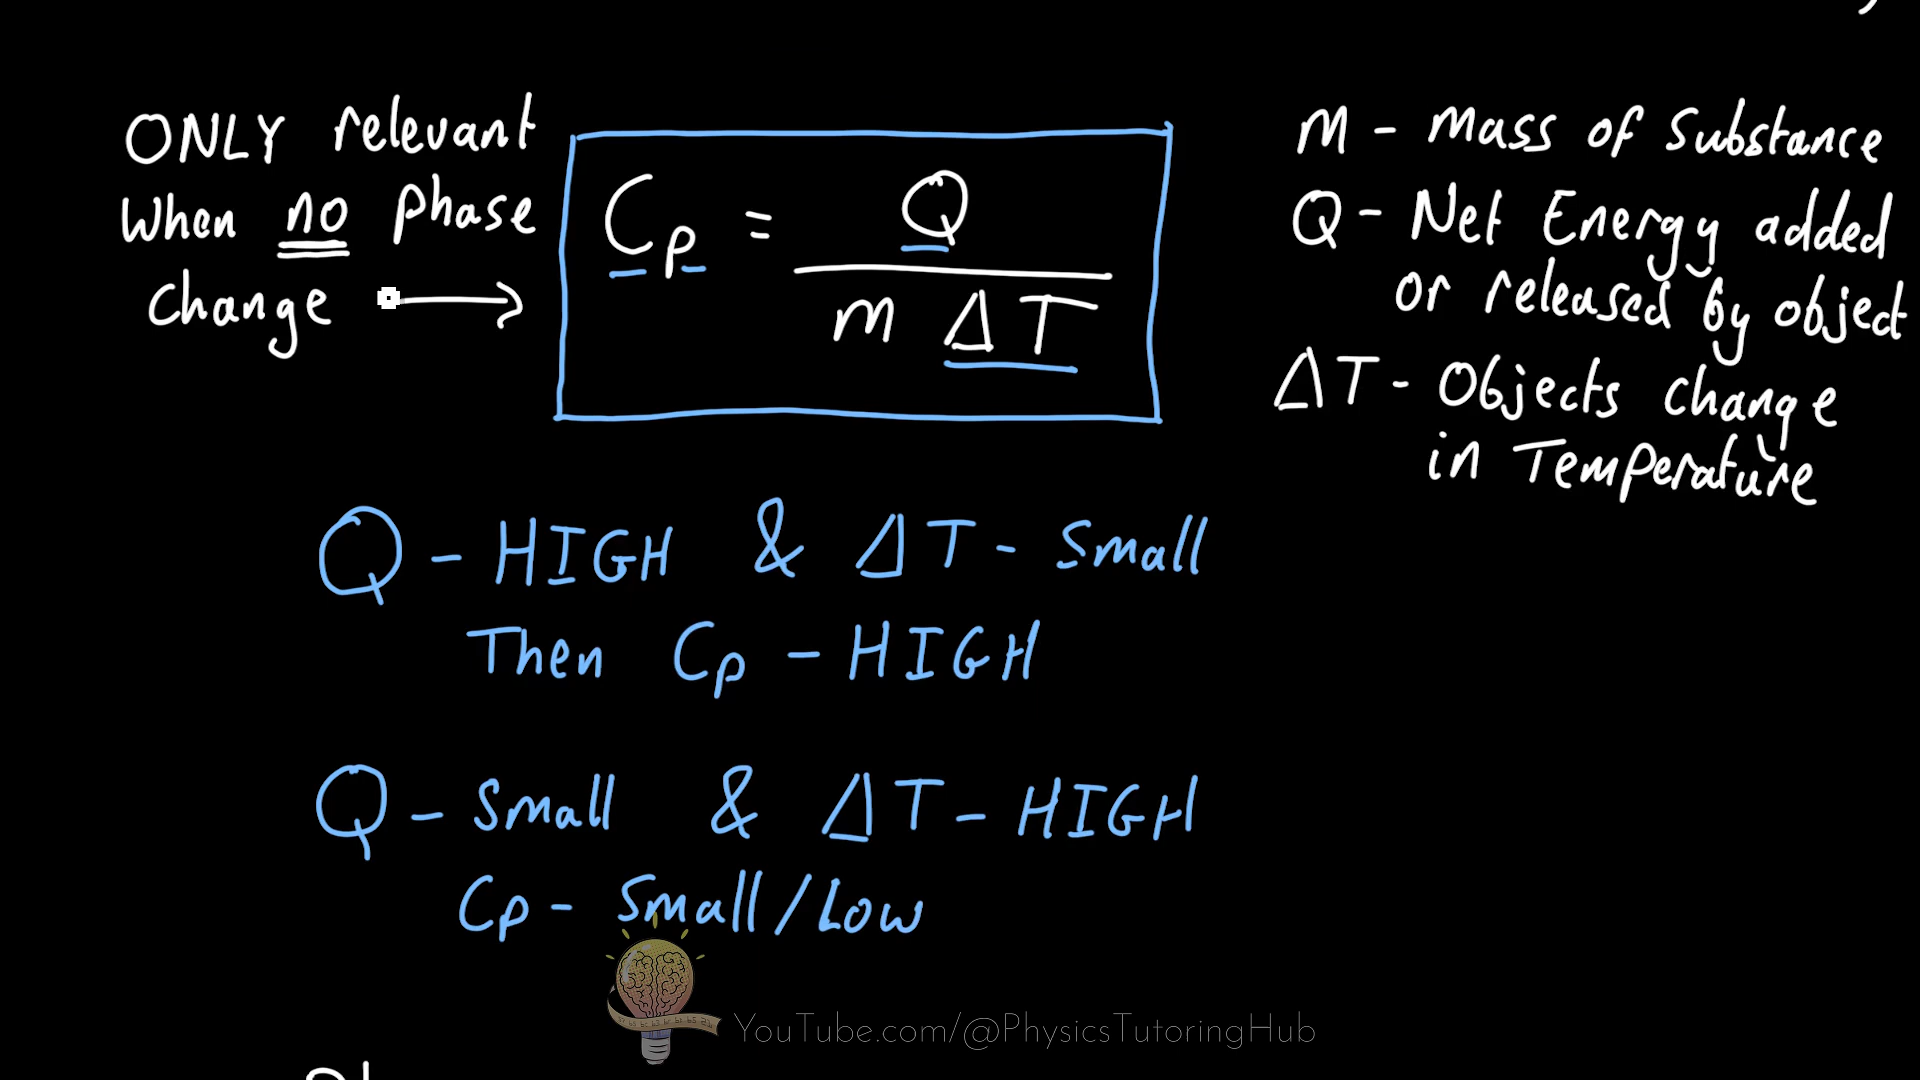 ONLY relevant
when no phase
change →
Cp = Q / m ΔT
m - mass of substance
Q - Net Energy added
or released by object
ΔT - Objects change
in Temperature
Q - HIGH & ΔT - Small
Then Cp - HIGH
Q - Small & ΔT - HIGH
Cp - Small/Low
YouTube.com/@PhysicsTutoringHub